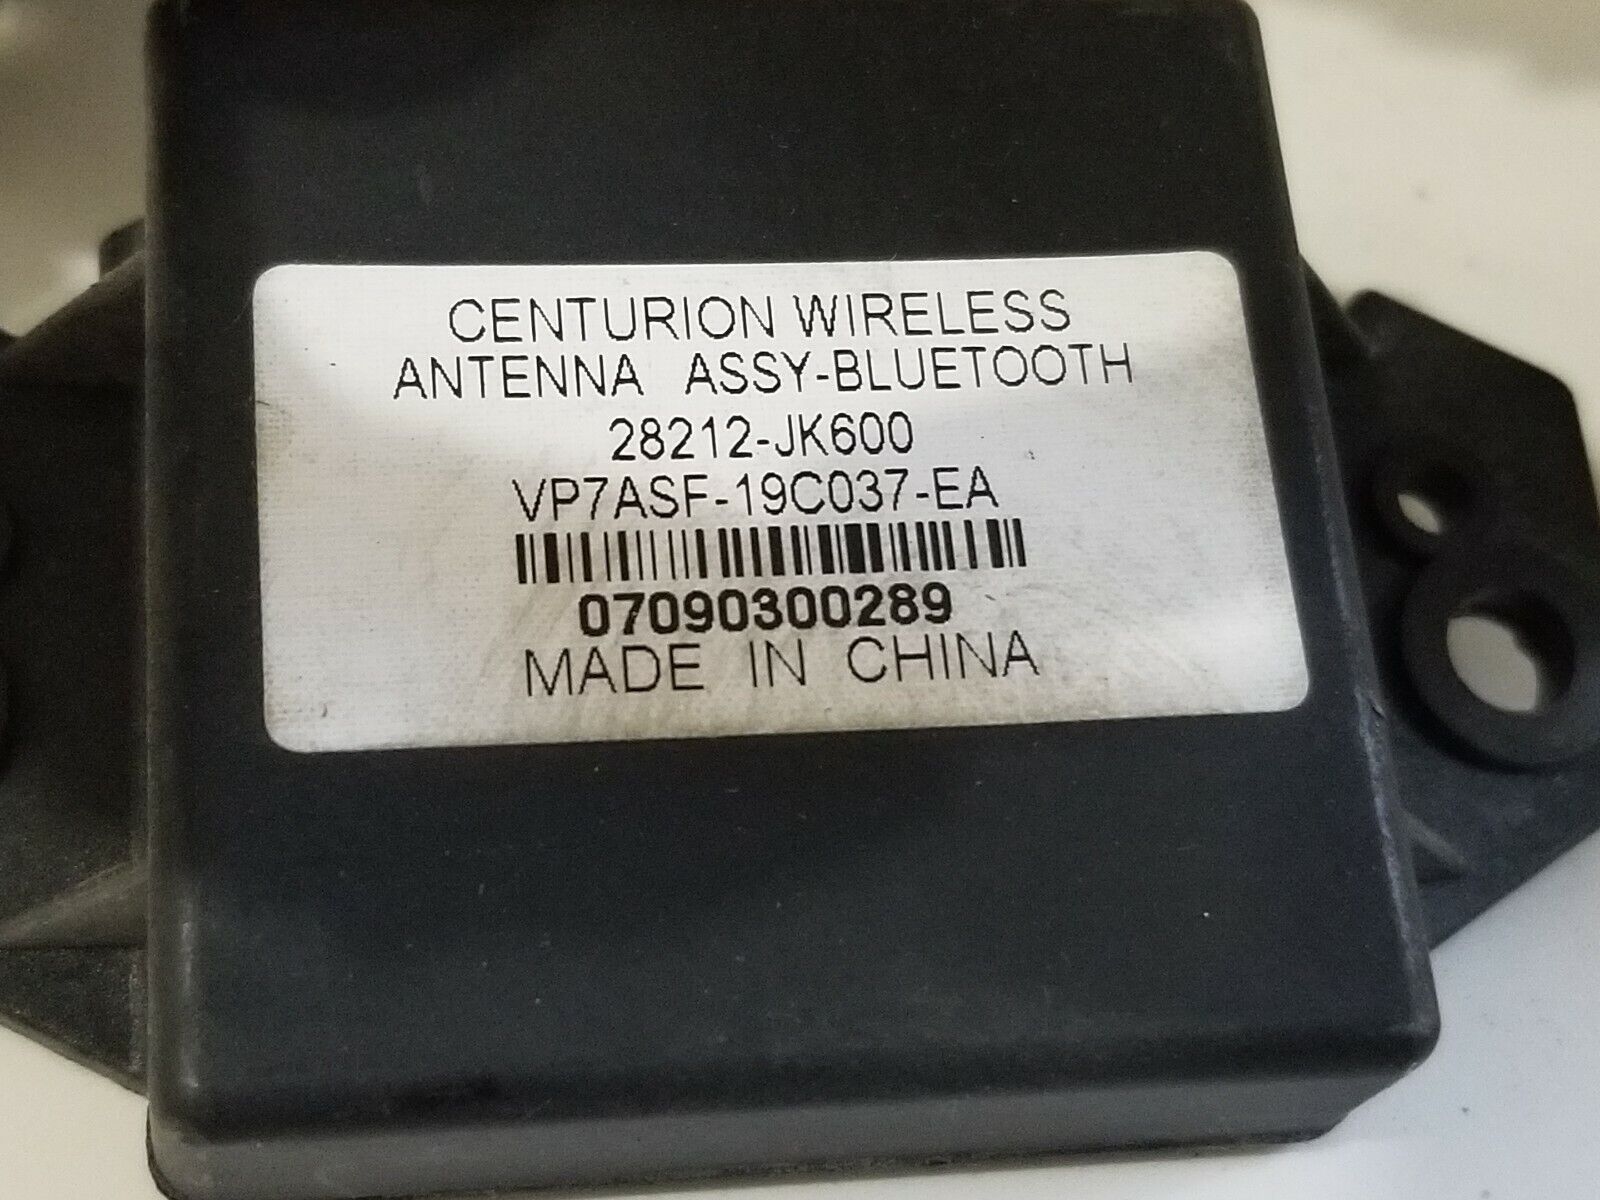 CENTURION WIRELESS
ANTENNA ASSY-BLUETOOTH
28212-JK600
VP7ASF-19C037-EA
07090300289
MADE IN CHINA